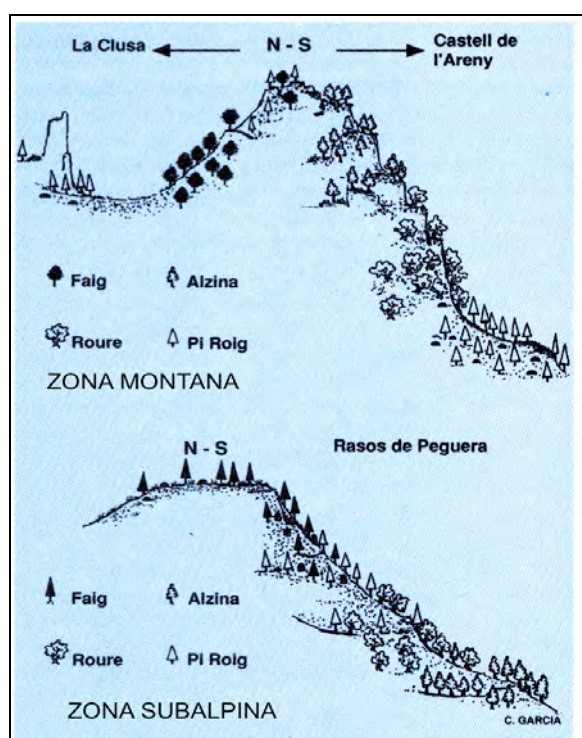 La Clusa N - S Castell de
l'Areny
Faig Alzina
Roure Pi Roig
ZONA MONTANA
N - S Rasos de Peguera
Faig Alzina
Roure Pi Roig
ZONA SUBALPINA
C. GARCIA